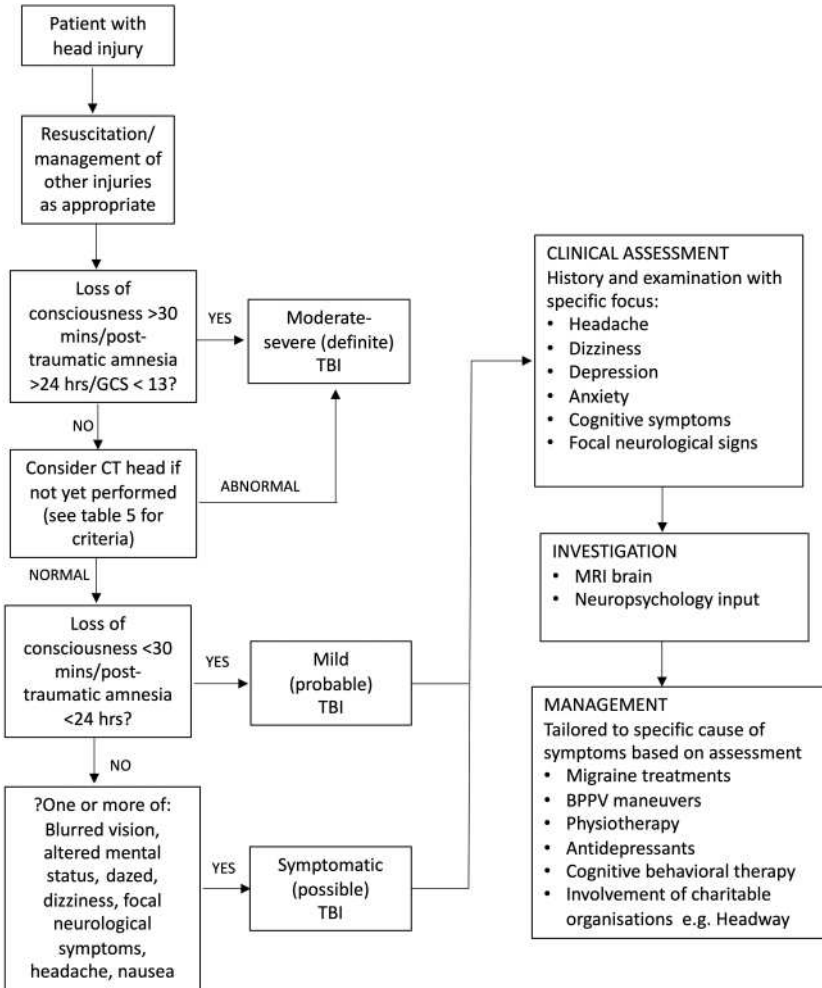 Patient with
head injury
Resuscitation/
management of
other injuries
as appropriate
Loss of
consciousness >30
mins/post-
traumatic amnesia
>24 hrs/GCS < 13?
YES
Moderate-
severe (definite)
TBI
NO
Consider CT head if
not yet performed
(see table 5 for
criteria)
ABNORMAL
NORMAL
Loss of
consciousness <30
mins/post-
traumatic amnesia
<24 hrs?
YES
Mild
(probable)
TBI
NO
?One or more of:
Blurred vision,
altered mental
status, dazed,
dizziness, focal
neurological
symptoms,
headache, nausea
YES
Symptomatic
(possible)
TBI
CLINICAL ASSESSMENT
History and examination with
specific focus:
• Headache
• Dizziness
• Depression
• Anxiety
• Cognitive symptoms
• Focal neurological signs
INVESTIGATION
• MRI brain
• Neuropsychology input
MANAGEMENT
Tailored to specific cause of
symptoms based on assessment
• Migraine treatments
• BPPV maneuvers
• Physiotherapy
• Antidepressants
• Cognitive behavioral therapy
• Involvement of charitable
organisations e.g. Headway